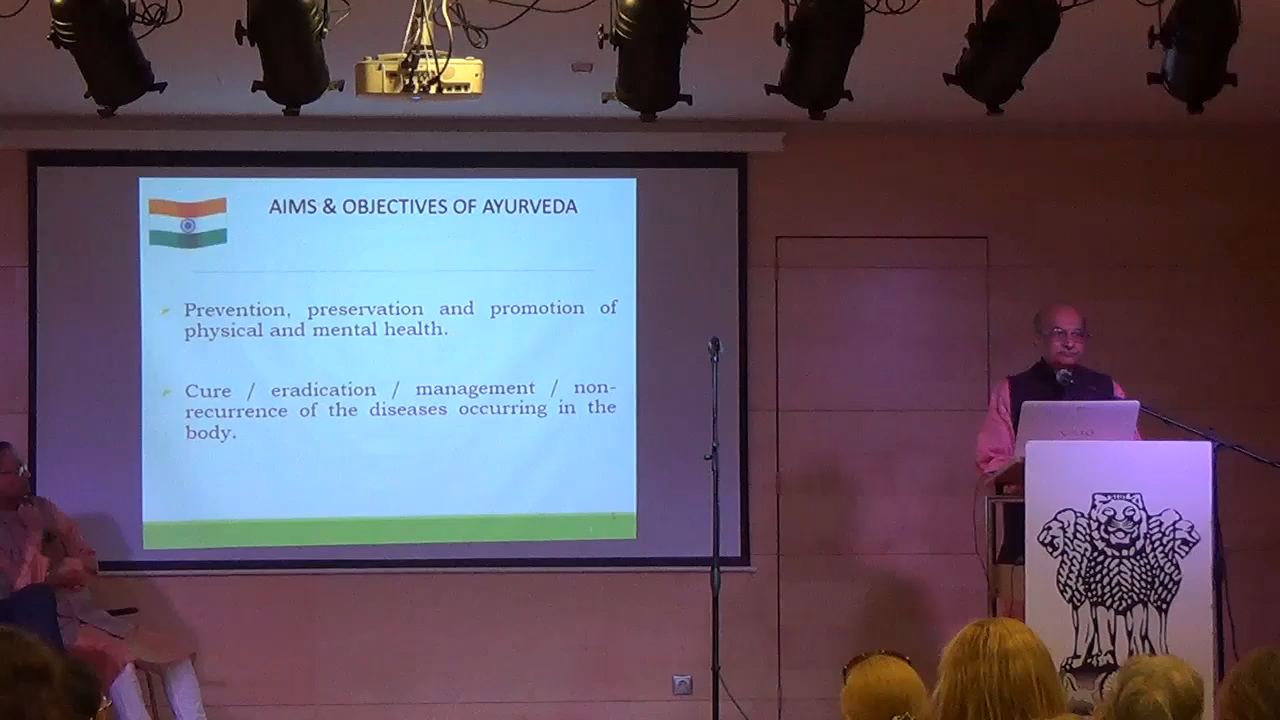 AIMS & OBJECTIVES OF AYURVEDA
Prevention, preservation and promotion of
physical and mental health.
Cure / eradication / management / non-
recurrence of the diseases occurring in the
body.
VAIO